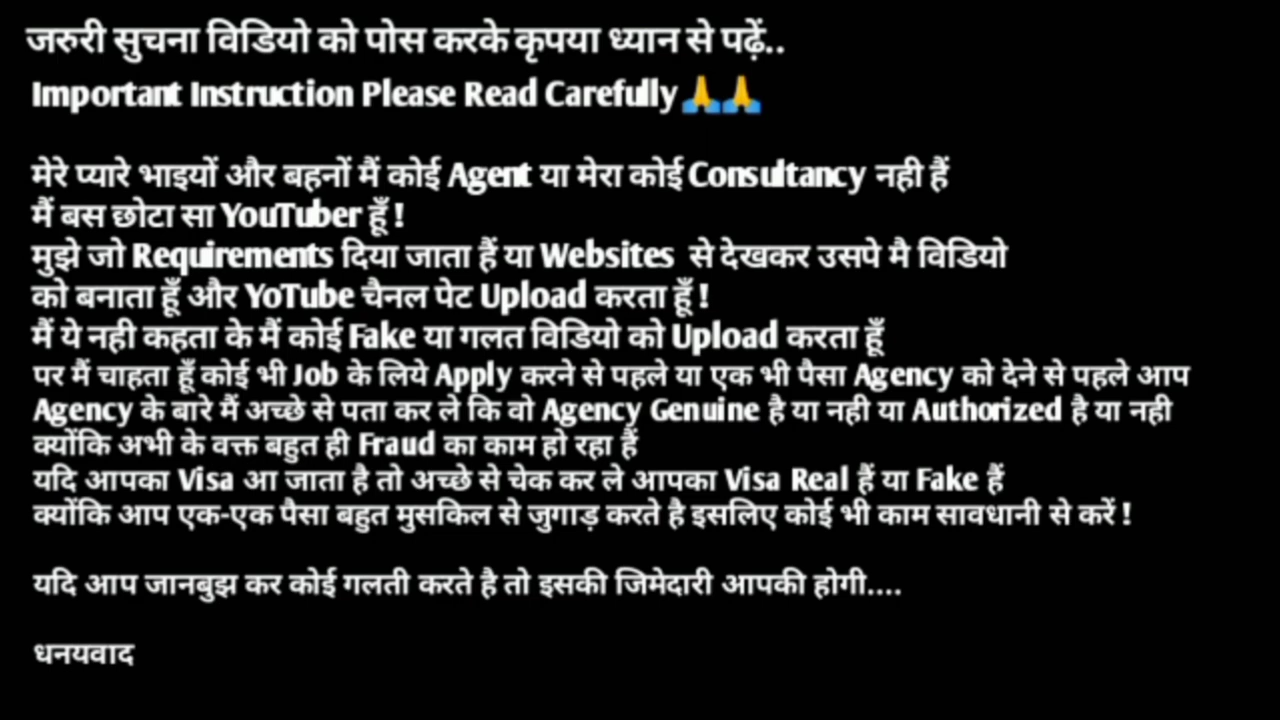 जरुरी सुचना विडियो को पोस करके कृपया ध्यान से पढ़ें..
Important Instruction Please Read Carefully🙏🙏
मेरे प्यारे भाइयों और बहनों मैं कोई Agent या मेरा कोई Consultancy नही हैं
मैं बस छोटा सा YouTuber हूँ !
मुझे जो Requirements दिया जाता हैं या Websites से देखकर उसपे मै विडियो
को बनाता हूँ और YoTube चैनल पेट Upload करता हूँ !
मैं ये नही कहता के मैं कोई Fake या गलत विडियो को Upload करता हूँ
पर मैं चाहता हूँ कोई भी Job के लिये Apply करने से पहले या एक भी पैसा Agency को देने से पहले आप
Agency के बारे मैं अच्छे से पता कर ले कि वो Agency Genuine है या नही या Authorized है या नही
क्योंकि अभी के वक्त बहुत ही Fraud का काम हो रहा हैं
यदि आपका Visa आ जाता है तो अच्छे से चेक कर ले आपका Visa Real हैं या Fake हैं
क्योंकि आप एक-एक पैसा बहुत मुसकिल से जुगाड़ करते है इसलिए कोई भी काम सावधानी से करें !
यदि आप जानबुझ कर कोई गलती करते है तो इसकी जिमेदारी आपकी होगी....
धनयवाद